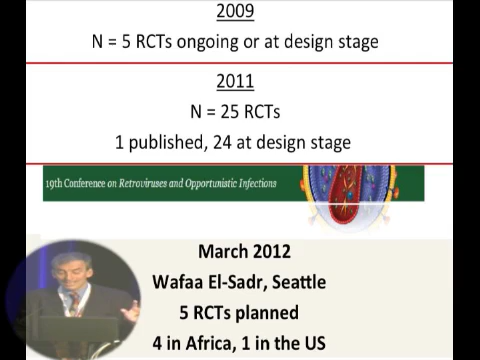 2009
N = 5 RCTs ongoing or at design stage
2011
N = 25 RCTs
1 published, 24 at design stage
19th Conference on Retroviruses and Opportunistic Infections
March 2012
Wafaa El-Sadr, Seattle
5 RCTs planned
4 in Africa, 1 in the US